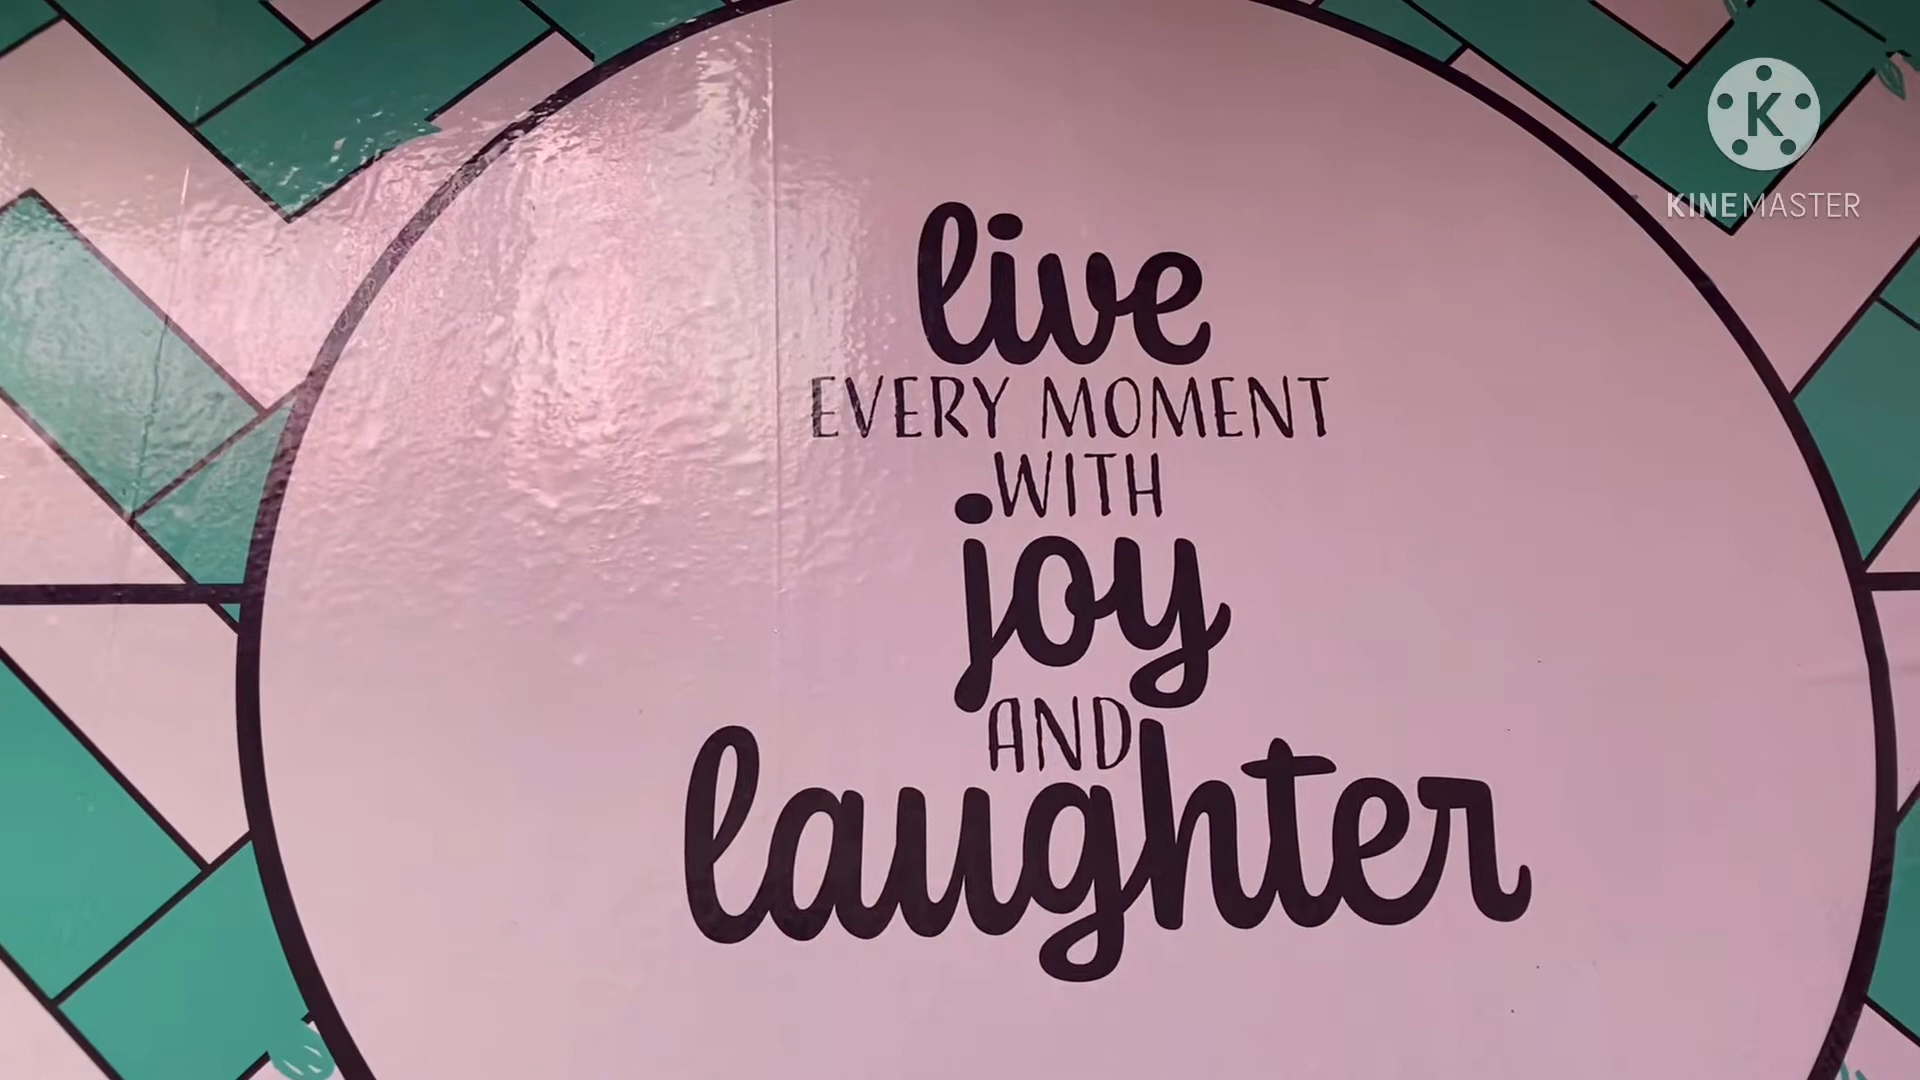 live
EVERY MOMENT
WITH
joy
AND
laughter
K
KINEMASTER